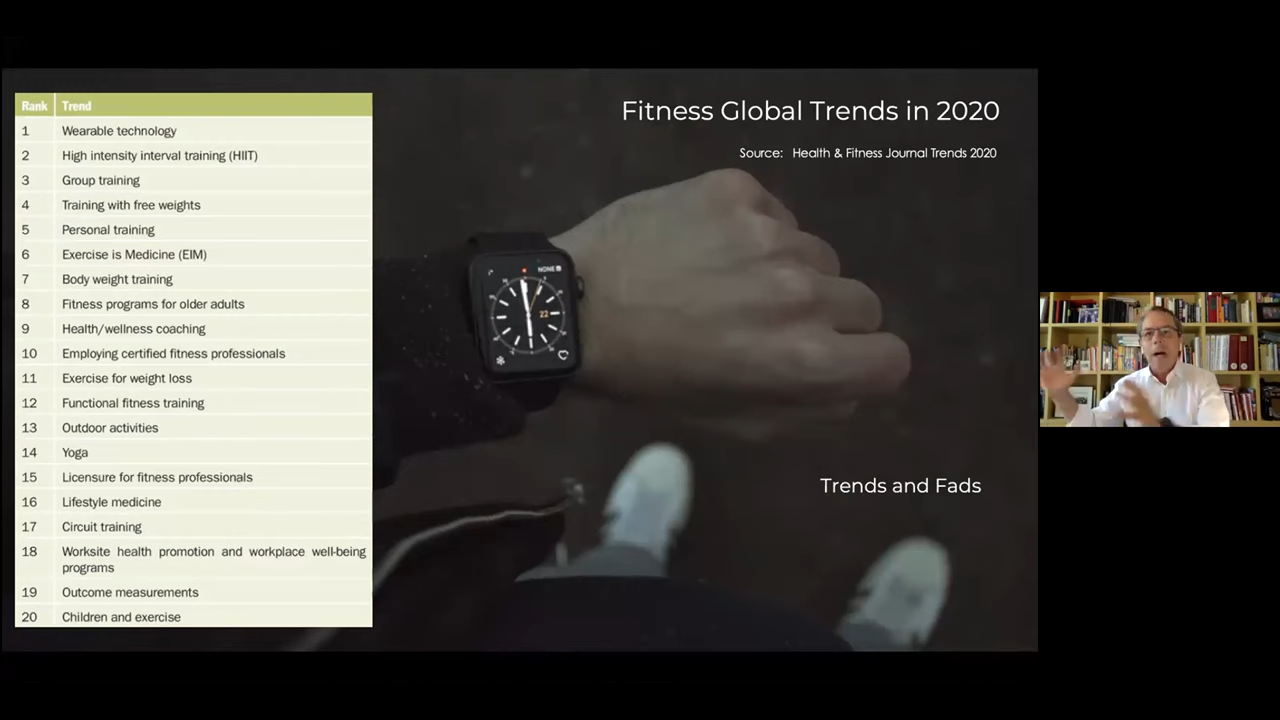 Rank Trend
1 Wearable technology
2 High intensity interval training (HIIT)
3 Group training
4 Training with free weights
5 Personal training
6 Exercise is Medicine (EIM)
7 Body weight training
8 Fitness programs for older adults
9 Health/wellness coaching
10 Employing certified fitness professionals
11 Exercise for weight loss
12 Functional fitness training
13 Outdoor activities
14 Yoga
15 Licensure for fitness professionals
16 Lifestyle medicine
17 Circuit training
18 Worksite health promotion and workplace well-being
programs
19 Outcome measurements
20 Children and exercise
Fitness Global Trends in 2020
Source: Health & Fitness Journal Trends 2020
NONE
22
Trends and Fads